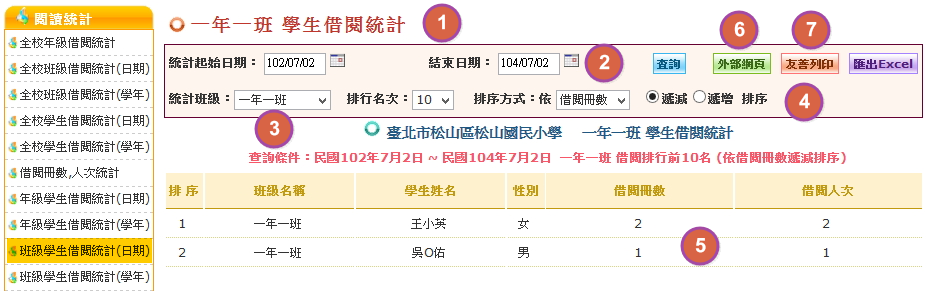 閱讀統計
全校年級借閱統計
全校班級借閱統計(日期)
全校班級借閱統計(學年)
全校學生借閱統計(日期)
全校學生借閱統計(學年)
借閱冊數,人次統計
年級學生借閱統計(日期)
年級學生借閱統計(學年)
班級學生借閱統計(日期)
班級學生借閱統計(學年)
一年一班 學生借閱統計 1
6 7
統計起始日期：102/07/02 結束日期：104/07/02 2 查詢 外部網頁 友善列印 匯出Excel
統計班級：一年一班 排行名次：10 排序方式：依 借閱冊數 遞減 遞增 排序 4
3
臺北市松山區松山國民小學 一年一班 學生借閱統計
查詢條件：民國102年7月2日 ~ 民國104年7月2日 一年一班 借閱排行前10名 (依借閱冊數遞減排序)
排 序 班級名稱 學生姓名 性別 借閱冊數 借閱人次
1 一年一班 王小英 女 2 2
2 一年一班 吳O佑 男 1 5 1